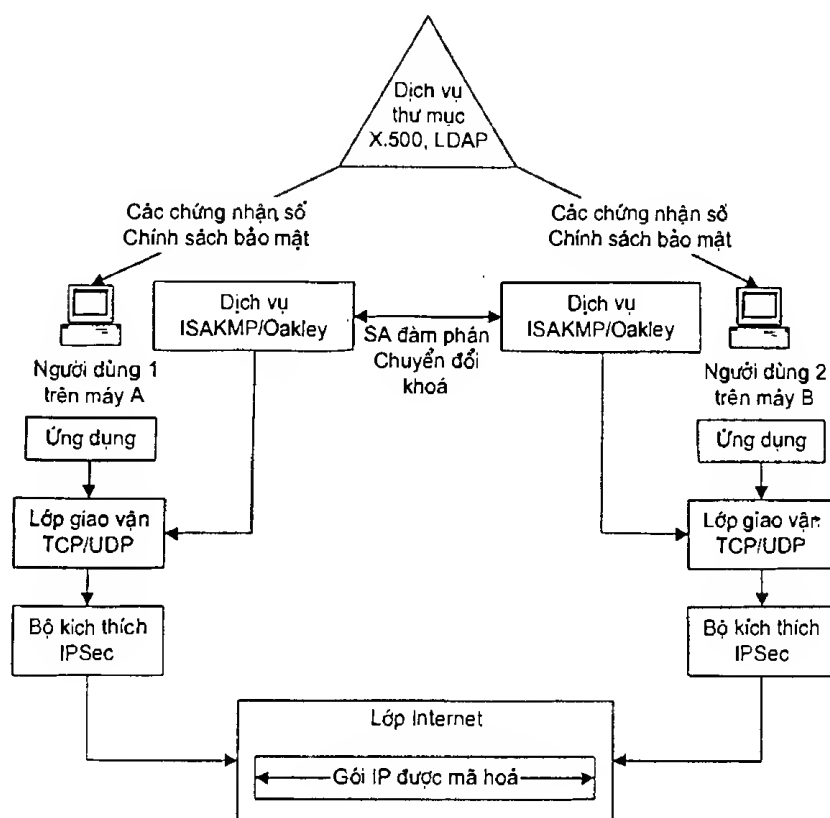 Dịch vụ
thư mục
X.500, LDAP
Các chứng nhận số
Chính sách bảo mật
Các chứng nhận số
Chính sách bảo mật
Dịch vụ
ISAKMP/Oakley
SA đàm phán
Chuyển đổi
khoá
Dịch vụ
ISAKMP/Oakley
Người dùng 1
trên máy A
Người dùng 2
trên máy B
Ứng dụng
Ứng dụng
Lớp giao vận
TCP/UDP
Lớp giao vận
TCP/UDP
Bộ kích thích
IPSec
Bộ kích thích
IPSec
Lớp Internet
Gói IP được mã hoá